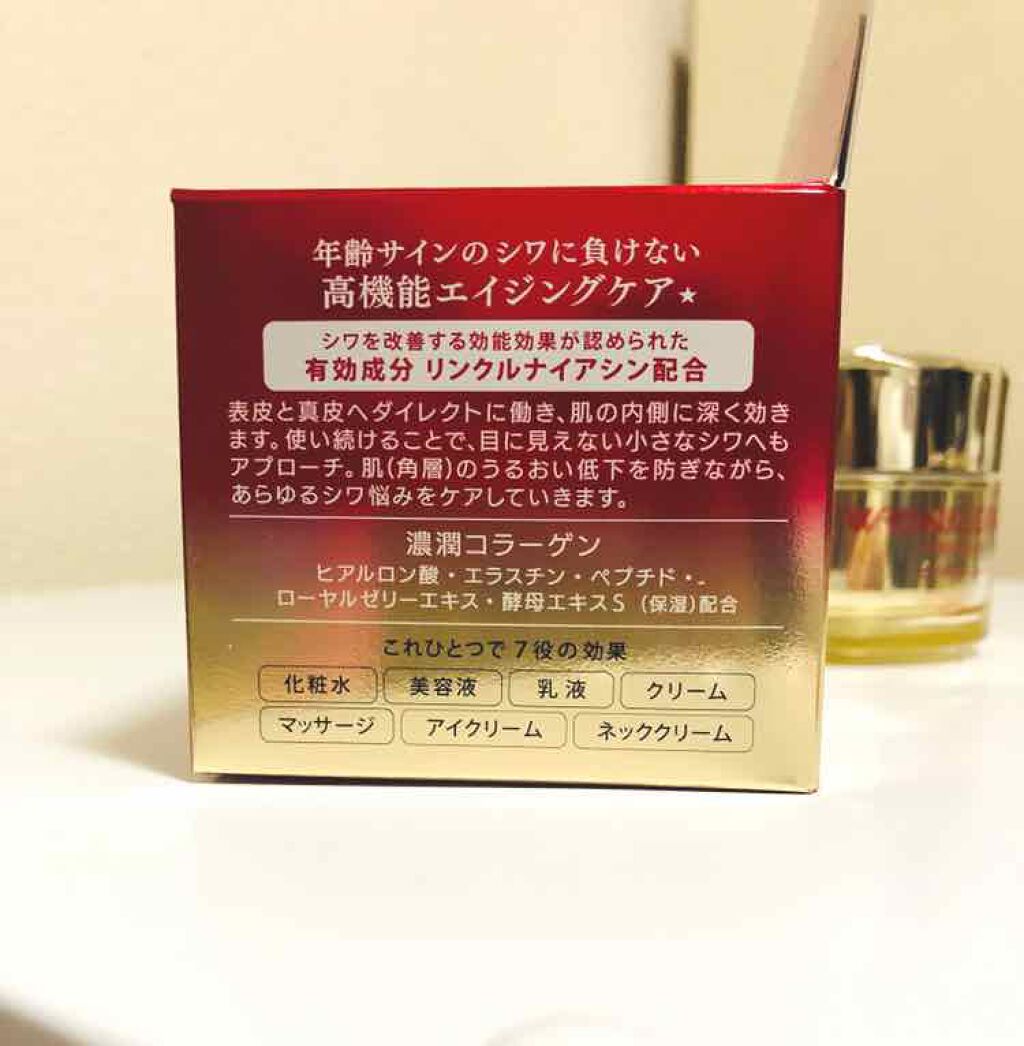 年齢サインのシワに負けない
高機能エイジングケア★
シワを改善する効能効果が認められた
有効成分 リンクルナイアシン配合
表皮と真皮へダイレクトに働き、肌の内側に深く効き
ます。使い続けることで、目に見えない小さなシワへも
アプローチ。肌(角層)のうるおい低下を防ぎながら、
あらゆるシワ悩みをケアしていきます。
濃潤コラーゲン
ヒアルロン酸・エラスチン・ペプチド・
ローヤルゼリーエキス・酵母エキスS (保湿)配合
これひとつで7役の効果
化粧水 美容液 乳液 クリーム
マッサージ アイクリーム ネッククリーム